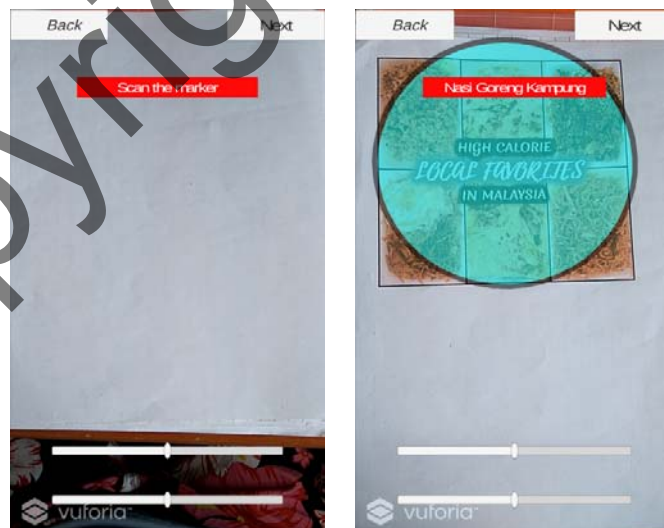 Back
Next
Scan the marker
vuforia
Back
Next
Nasi Goreng Kampung
HIGH CALORIE
LOCAL FAVORITES
IN MALAYSIA
vuforia